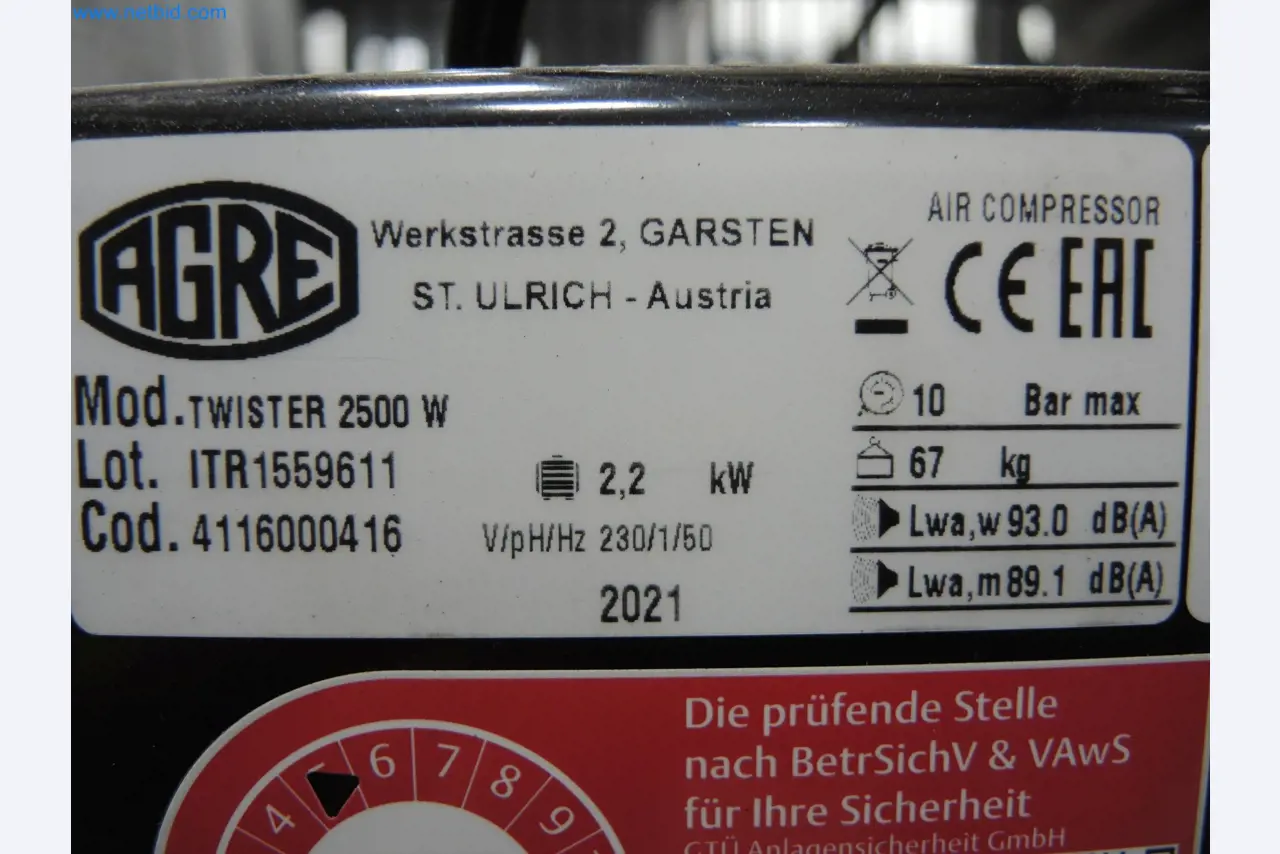 www.netbid.com
AGRE
Werkstrasse 2, GARSTEN
ST. ULRICH - Austria
AIR COMPRESSOR
CE EAC
Mod. TWISTER 2500 W
Lot. ITR1559611
Cod. 4116000416
2,2 kW
V/pH/Hz 230/1/50
2021
10 Bar max
67 kg
Lwa,w 93.0 dB(A)
Lwa,m 89.1 dB(A)
4 5 6 7 8 9
Die prüfende Stelle
nach BetrSichV & VAwS
für Ihre Sicherheit
GTÜ Anlagensicherheit GmbH